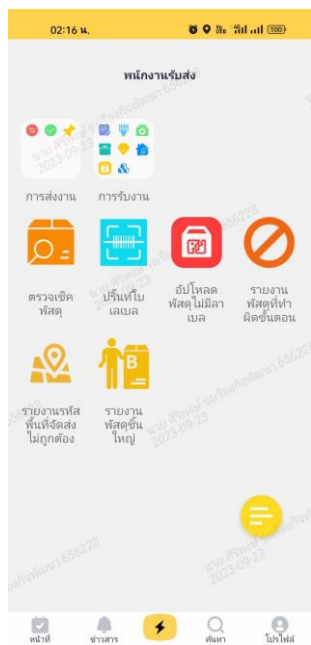 02:16 น.
100
พนักงานรับส่ง
การส่งงาน
การรับงาน
ตรวจเช็ค
พัสดุ
ปริ้นท์ใบ
เลเบล
อัปโหลด
พัสดุไม่มีลา
เบล
รายงาน
พัสดุที่ทำ
ผิดขั้นตอน
รายงานรหัส
พื้นที่จัดส่ง
ไม่ถูกต้อง
B
รายงาน
พัสดุชิ้น
ใหญ่
656228
2023-09-23
หน้าที่
ข่าวสาร
ค้นหา
โปรไฟล์